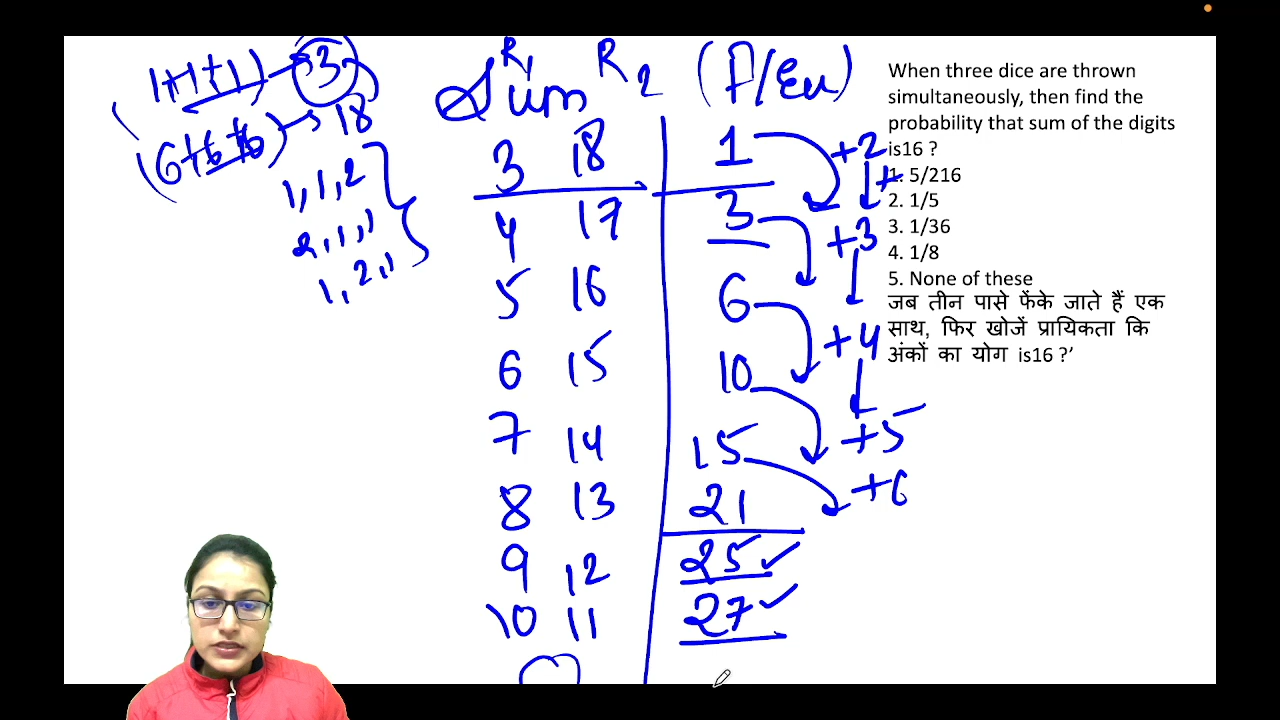 1+1+1) → 3
(6+6+6) → 18
1, 1, 2
2, 1, 1
1, 2, 1
Sum R1 R2 (F/Eu)
3 18 1
4 17 3
5 16 6
6 15 10
7 14 15
8 13 21
9 12 25 ✓
10 11 27 ✓
+2
+3
+4
+5
+6
When three dice are thrown
simultaneously, then find the
probability that sum of the digits
is16 ?
1. 5/216
2. 1/5
3. 1/36
4. 1/8
5. None of these
जब तीन पासे फेंके जाते हैं एक
साथ, फिर खोजें प्रायिकता कि
अंकों का योग is16 ?’